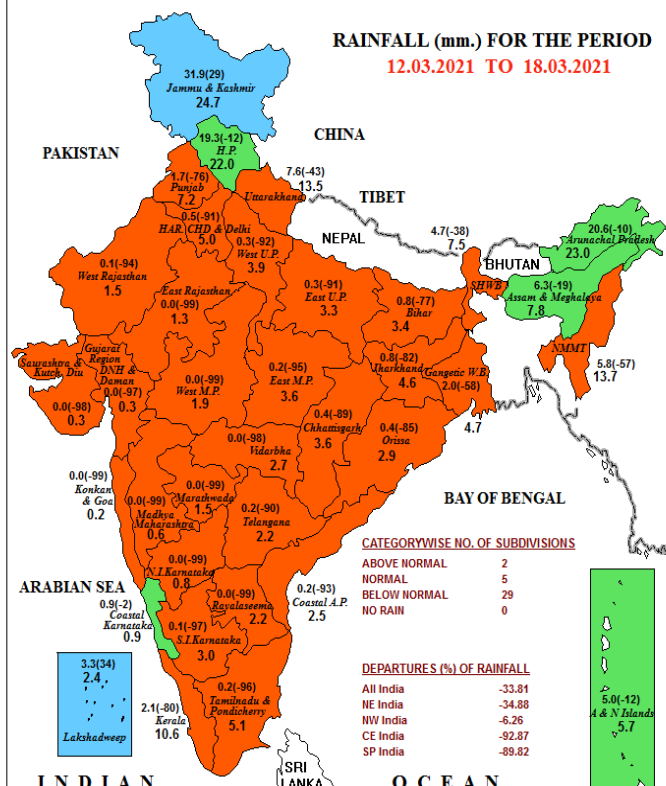 RAINFALL (mm.) FOR THE PERIOD
12.03.2021 TO 18.03.2021
31.9(29)
Jammu & Kashmir
24.7
CHINA
19.3(-12)
H.P.
22.0
PAKISTAN
1.7(-76)
Punjab
7.2
7.6(-43)
13.5
Uttarakhand
TIBET
0.5(-91)
HAR. CHD & Delhi
5.0
NEPAL
0.3(-92)
West U.P.
3.9
4.7(-38)
7.5
20.6(-10)
Arunachal Pradesh
23.0
BHUTAN
0.1(-94)
West Rajasthan
1.5
East Rajasthan
0.0(-99)
1.3
0.3(-91)
East U.P.
3.3
0.8(-77)
Bihar
3.4
SHWB
6.3(-19)
Assam & Meghalaya
7.8
NMMT
5.8(-57)
13.7
Saurashtra &
Kutch, Diu
0.0(-98)
0.3
Gujarat
Region
DNH &
Daman
0.0(-97)
0.3
0.0(-99)
West M.P.
1.9
0.2(-95)
East M.P.
3.6
0.8(-82)
Jharkhand
4.6
Gangetic W.B.
2.0(-58)
4.7
0.4(-89)
Chhattisgarh
3.6
0.4(-85)
Orissa
2.9
0.0(-98)
Vidarbha
2.7
0.0(-99)
Konkan
& Goa
0.2
0.0(-99)
Marathwada
1.5
0.0(-99)
Madhya
Maharashtra
0.6
0.2(-90)
Telangana
2.2
BAY OF BENGAL
0.0(-99)
N.I.Karnataka
0.8
ARABIAN SEA
0.9(-2)
Coastal
Karnataka
0.9
0.0(-99)
Rayalaseema
2.2
0.2(-93)
Coastal A.P.
2.5
0.1(-97)
S.I.Karnataka
3.0
CATEGORYWISE NO. OF SUBDIVISIONS
ABOVE NORMAL 2
NORMAL 5
BELOW NORMAL 29
NO RAIN 0
3.3(34)
2.4
Lakshadweep
2.1(-80)
Kerala
10.6
0.2(-96)
Tamilnadu &
Pondicherry
5.1
DEPARTURES (%) OF RAINFALL
All India -33.81
NE India -34.88
NW India -6.26
CE India -92.87
SP India -89.82
5.0(-12)
A & N Islands
5.7
SRI
LANKA
INDIAN OCEAN